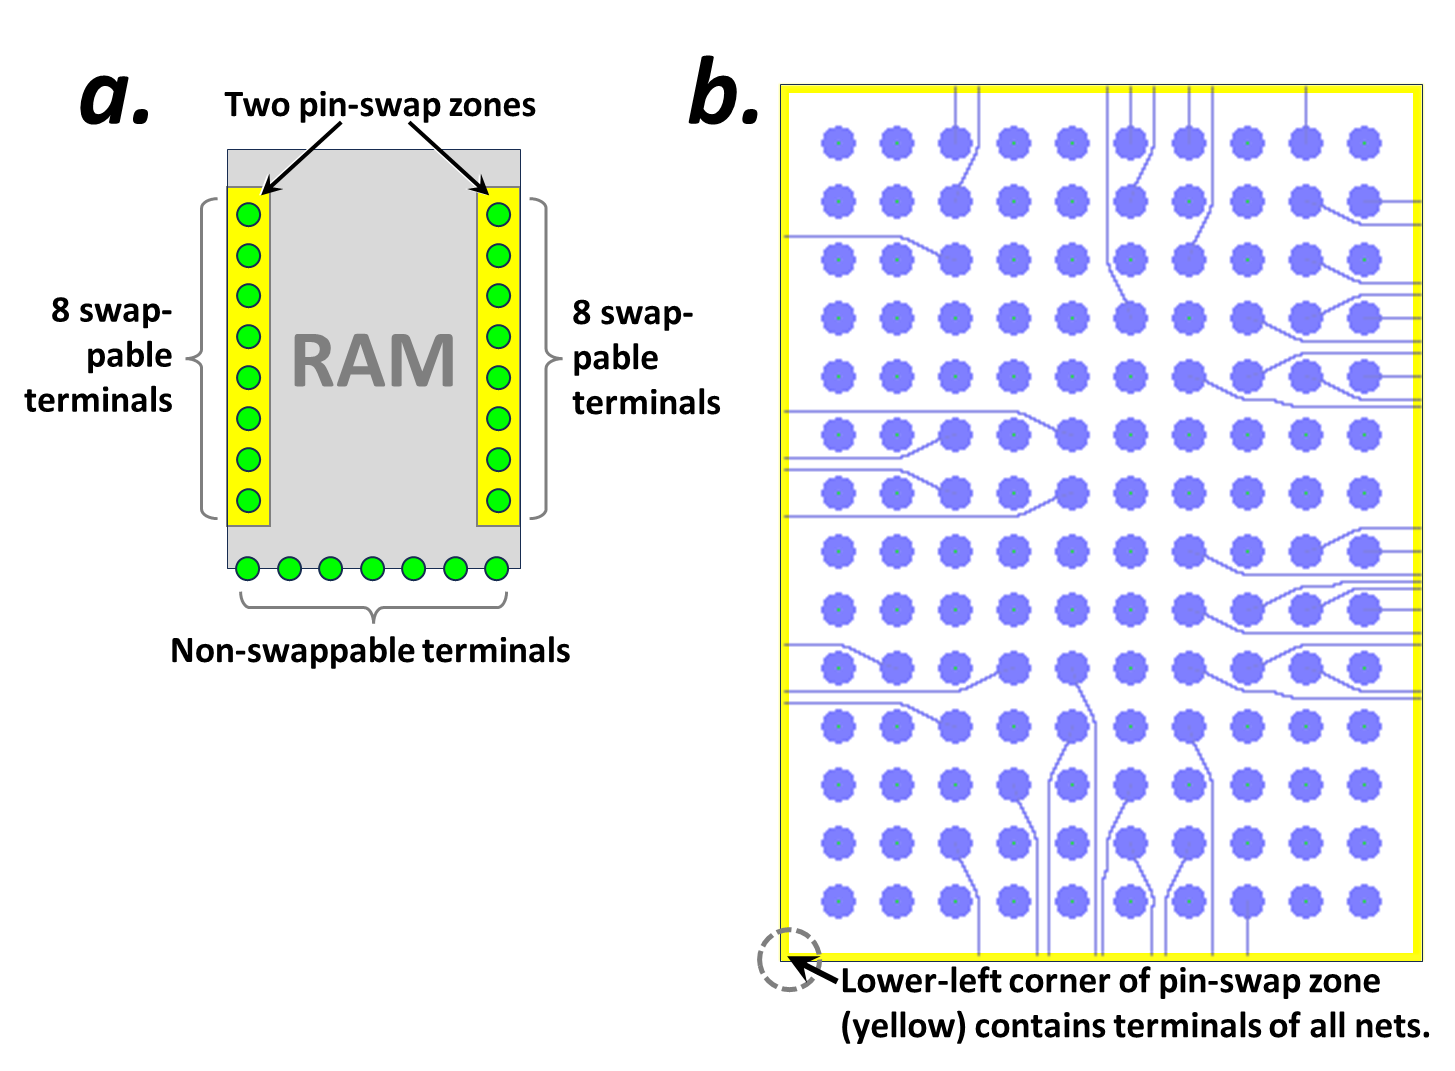 a.
Two pin-swap zones
8 swap-
pable
terminals
RAM
8 swap-
pable
terminals
Non-swappable terminals
b.
Lower-left corner of pin-swap zone
(yellow) contains terminals of all nets.